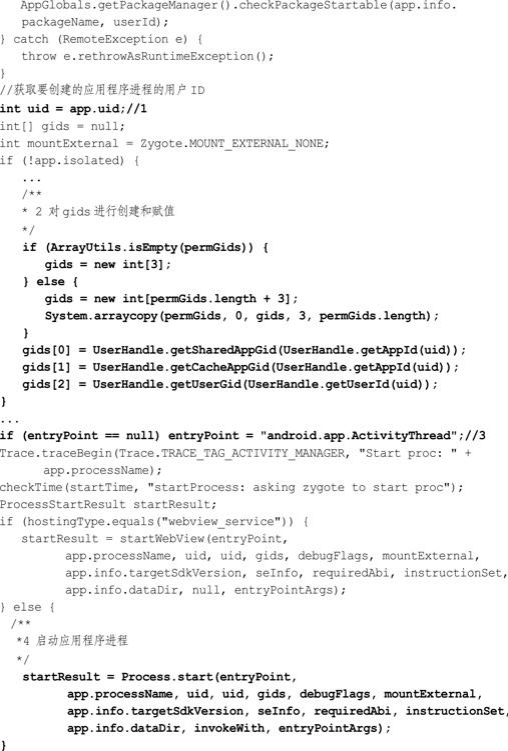 AppGlobals.getPackageManager().checkPackageStartable(app.info.
packageName, userId);
} catch (RemoteException e) {
throw e.rethrowAsRuntimeException();
}
//获取要创建的应用程序进程的用户 ID
int uid = app.uid;//1
int[] gids = null;
int mountExternal = Zygote.MOUNT_EXTERNAL_NONE;
if (!app.isolated) {
...
/**
* 2 对gids进行创建和赋值
*/
if (ArrayUtils.isEmpty(permGids)) {
gids = new int[3];
} else {
gids = new int[permGids.length + 3];
System.arraycopy(permGids, 0, gids, 3, permGids.length);
}
gids[0] = UserHandle.getSharedAppGid(UserHandle.getAppId(uid));
gids[1] = UserHandle.getCacheAppGid(UserHandle.getAppId(uid));
gids[2] = UserHandle.getUserGid(UserHandle.getUserId(uid));
}
...
if (entryPoint == null) entryPoint = "android.app.ActivityThread";//3
Trace.traceBegin(Trace.TRACE_TAG_ACTIVITY_MANAGER, "Start proc: " +
app.processName);
checkTime(startTime, "startProcess: asking zygote to start proc");
ProcessStartResult startResult;
if (hostingType.equals("webview_service")) {
startResult = startWebView(entryPoint,
app.processName, uid, uid, gids, debugFlags, mountExternal,
app.info.targetSdkVersion, seInfo, requiredAbi, instructionSet,
app.info.dataDir, null, entryPointArgs);
} else {
/**
*4 启动应用程序进程
*/
startResult = Process.start(entryPoint,
app.processName, uid, uid, gids, debugFlags, mountExternal,
app.info.targetSdkVersion, seInfo, requiredAbi, instructionSet,
app.info.dataDir, invokeWith, entryPointArgs);
}